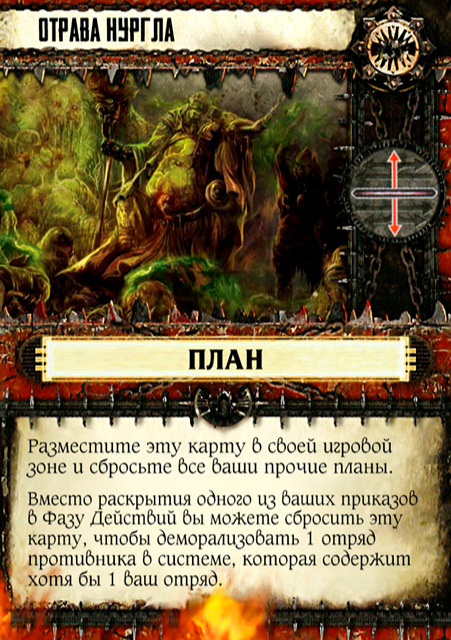 ОТРАВА НУРГЛА
ПЛАН
Разместите эту карту в своей игровой
зоне и сбросьте все ваши прочие планы.
Вместо раскрытия одного из ваших приказов
в Фазу Действий вы можете сбросить эту
карту, чтобы деморализовать 1 отряд
противника в системе, которая содержит
хотя бы 1 ваш отряд.